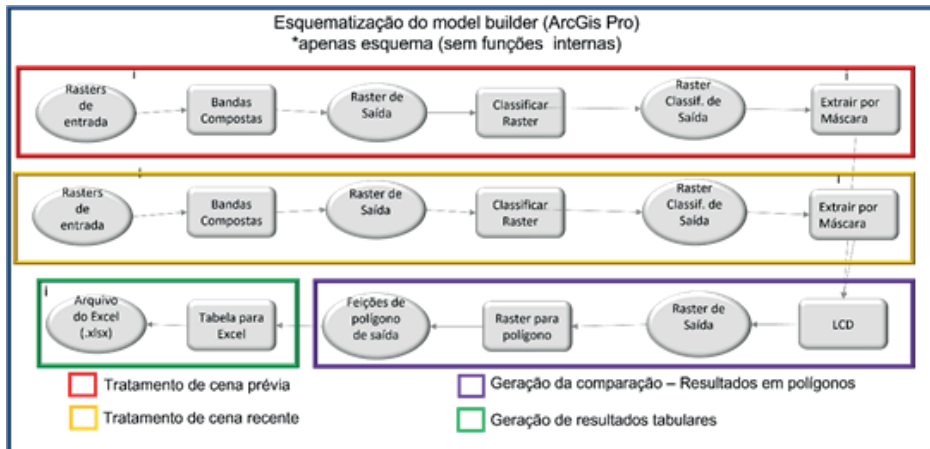 Esquematização do model builder (ArcGis Pro)
*apenas esquema (sem funções internas)
Rasters
de
entrada
Bandas
Compostas
Raster de
Saída
Classificar
Raster
Raster
Classif. de
Saída
Extrair por
Máscara
Rasters
de
entrada
Bandas
Compostas
Raster de
Saída
Classificar
Raster
Raster
Classif. de
Saída
Extrair por
Máscara
Arquivo
do Excel
(.xlsx)
Tabela para
Excel
Feições de
polígono
de saída
Raster para
polígono
Raster de
Saída
LCD
Tratamento de cena prévia
Tratamento de cena recente
Geração da comparação – Resultados em polígonos
Geração de resultados tabulares